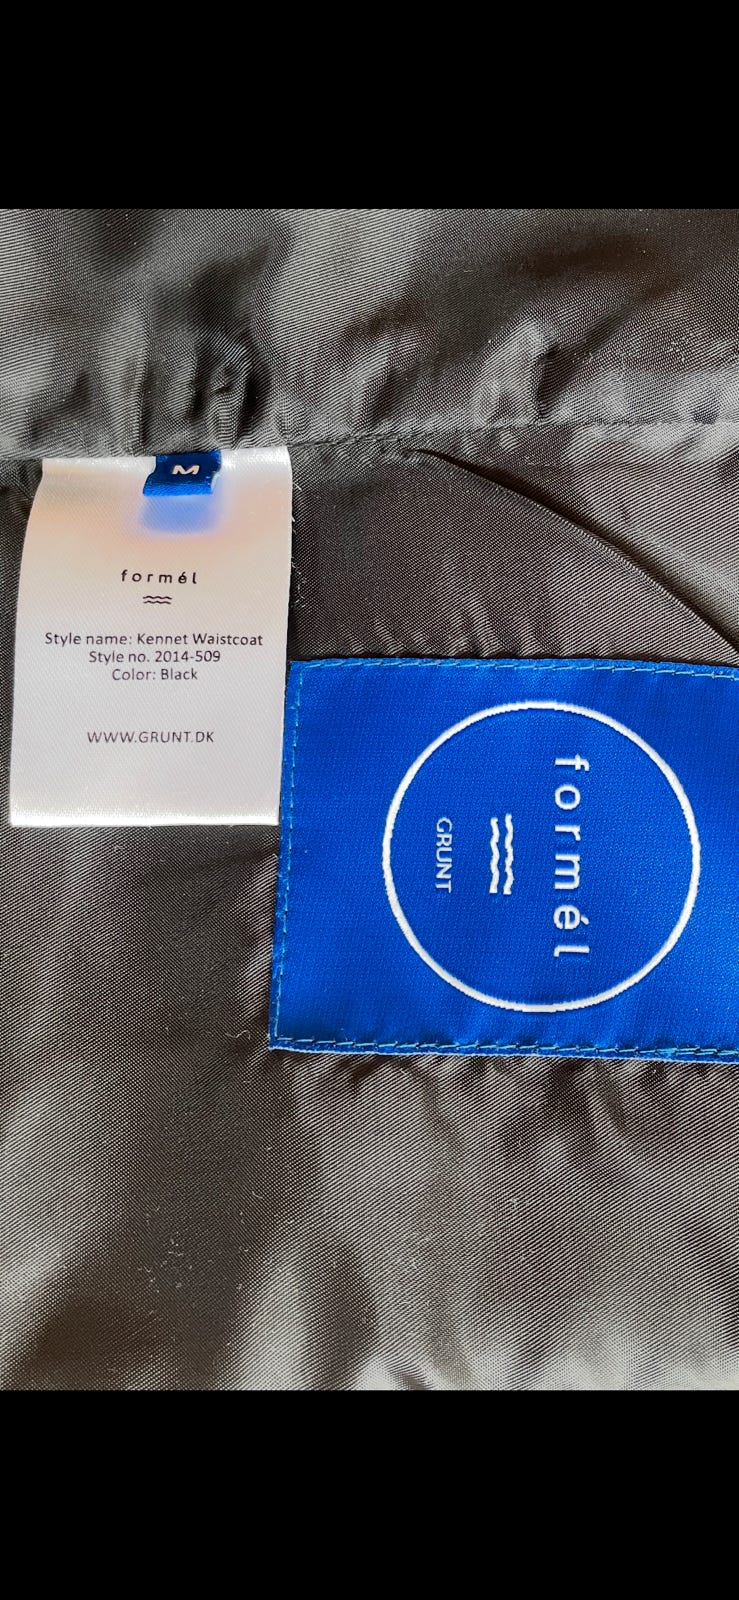 M
formél
Style name: Kennet Waistcoat
Style no. 2014-509
Color: Black
WWW.GRUNT.DK
formél
GRUNT